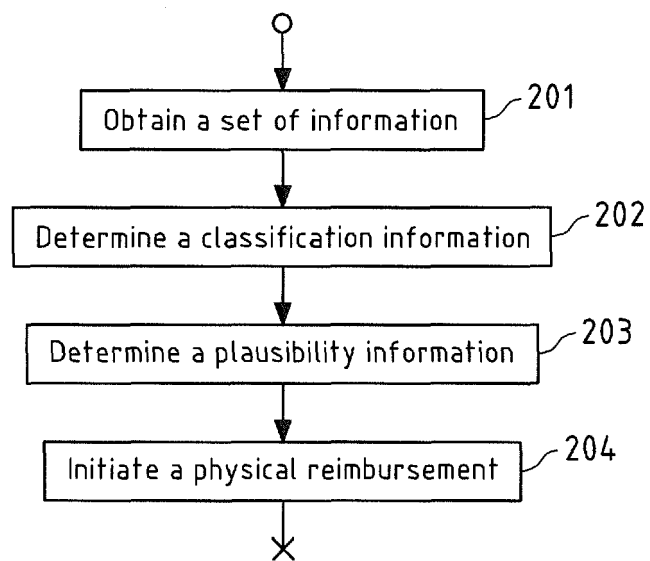 Obtain a set of information
201
Determine a classification information
202
Determine a plausibility information
203
Initiate a physical reimbursement
204